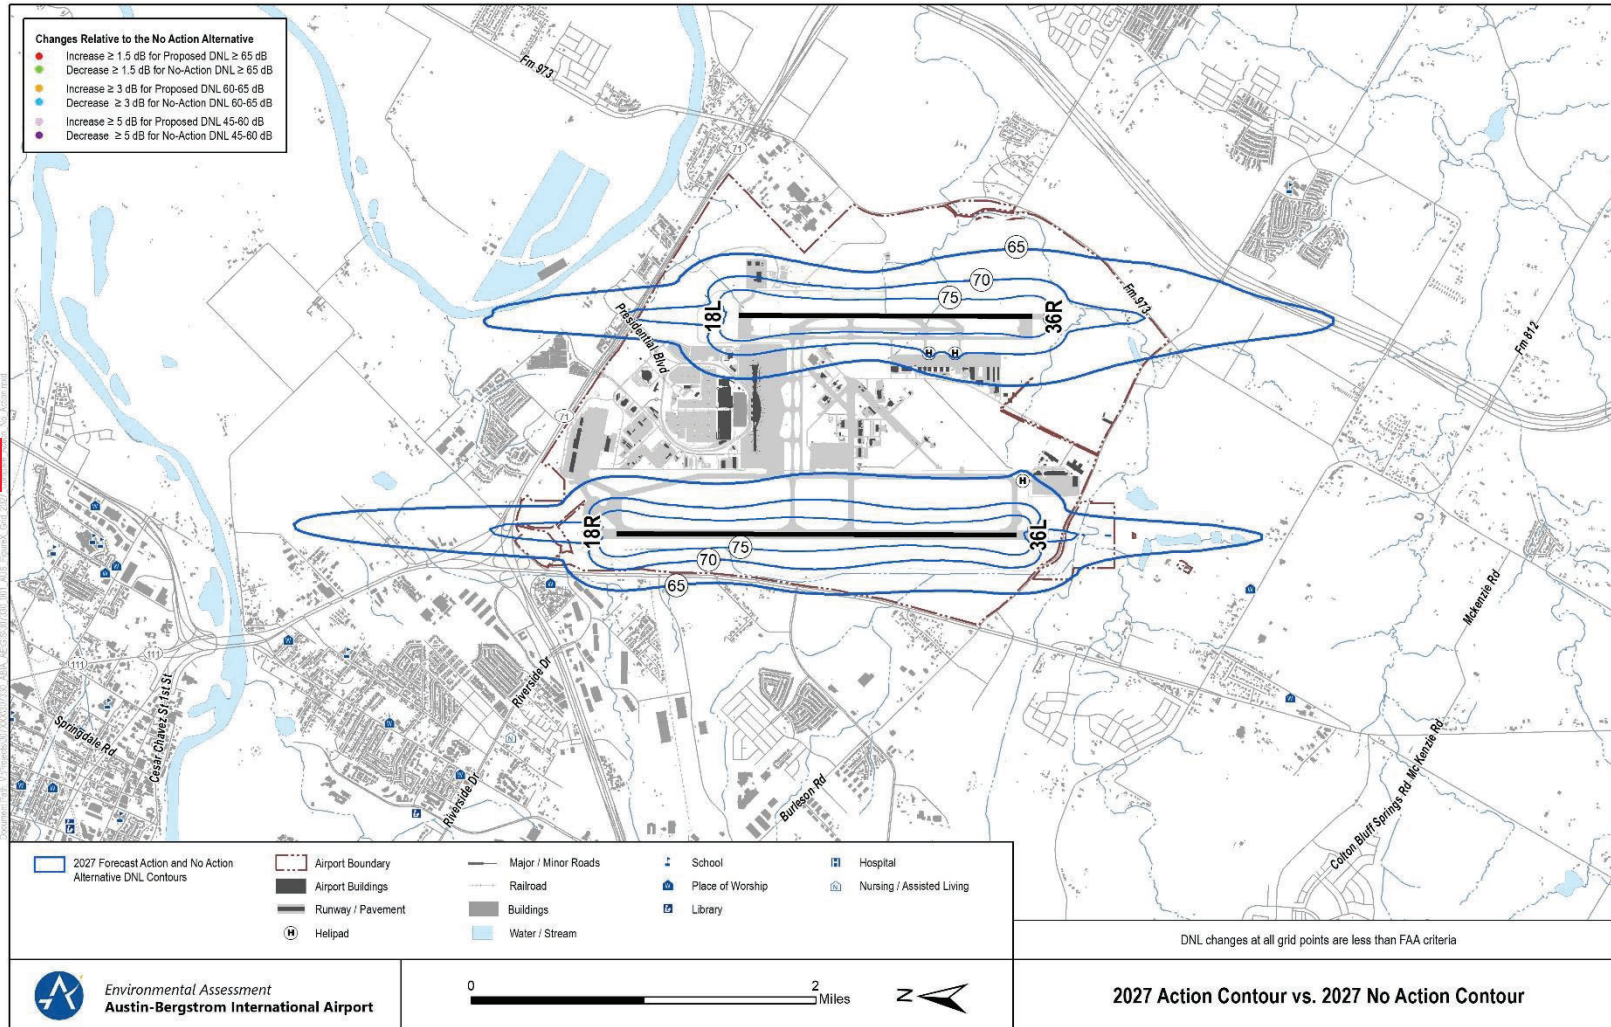 Changes Relative to the No Action Alternative
Increase ≥ 1.5 dB for Proposed DNL ≥ 65 dB
Decrease ≥ 1.5 dB for No-Action DNL ≥ 65 dB
Increase ≥ 3 dB for Proposed DNL 60-65 dB
Decrease ≥ 3 dB for No-Action DNL 60-65 dB
Increase ≥ 5 dB for Proposed DNL 45-60 dB
Decrease ≥ 5 dB for No-Action DNL 45-60 dB
Fm 973
71
65
70
75
18L
36R
Fm 973
Presidential Blvd
Fm 812
71
H
H
H
18R
36L
75
70
65
Mckenzie Rd
111
111
Riverside Dr
Springdale Rd
Cesar Chavez St 1st St
Riverside Dr
Burleson Rd
Colton Bluff Springs Rd
Mc Kenzie Rd
2027 Forecast Action and No Action
Alternative DNL Contours
Airport Boundary
Airport Buildings
Runway / Pavement
H Helipad
Major / Minor Roads
Railroad
Buildings
Water / Stream
School
Place of Worship
Library
H Hospital
N Nursing / Assisted Living
DNL changes at all grid points are less than FAA criteria
Environmental Assessment
Austin-Bergstrom International Airport
0 2
Miles
N
2027 Action Contour vs. 2027 No Action Contour